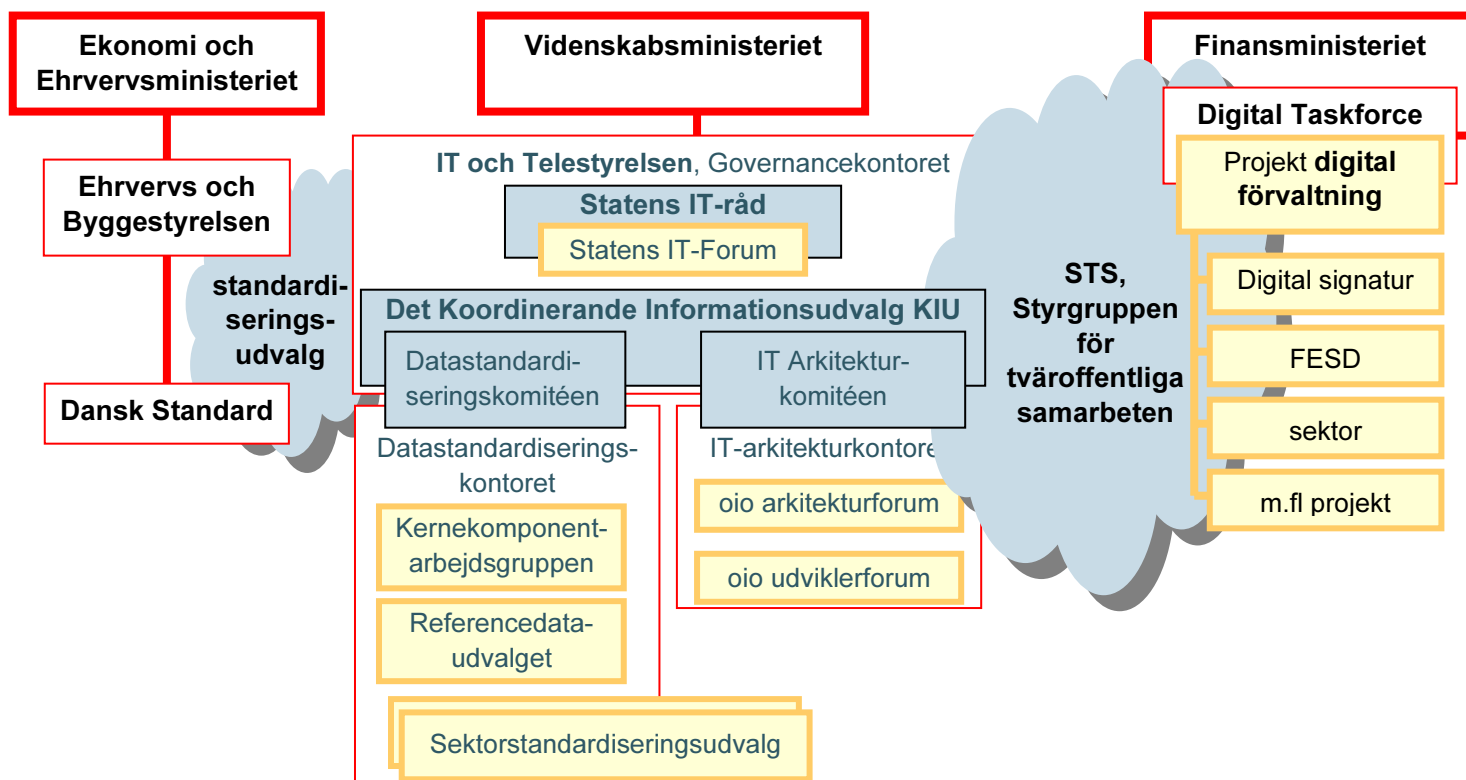 Ekonomi och
Ehrvervsministeriet
Videnskabsministeriet
Finansministeriet
Ehrvervs och
Byggestyrelsen
Dansk Standard
standardi-
serings-
udvalg
IT och Telestyrelsen, Governancekontoret
Statens IT-råd
Statens IT-Forum
Det Koordinerande Informationsudvalg KIU
Datastandardi-
seringskomitéen
IT Arkitektur-
komitéen
Datastandardiserings-
kontoret
Kernekomponent-
arbejdsgruppen
Referencedata-
udvalget
Sektorstandardiseringsudvalg
IT-arkitekturkontore
oio arkitekturforum
oio udviklerforum
STS,
Styrgruppen
för
tväroffentliga
samarbeten
Digital Taskforce
Projekt digital
förvaltning
Digital signatur
FESD
sektor
m.fl projekt